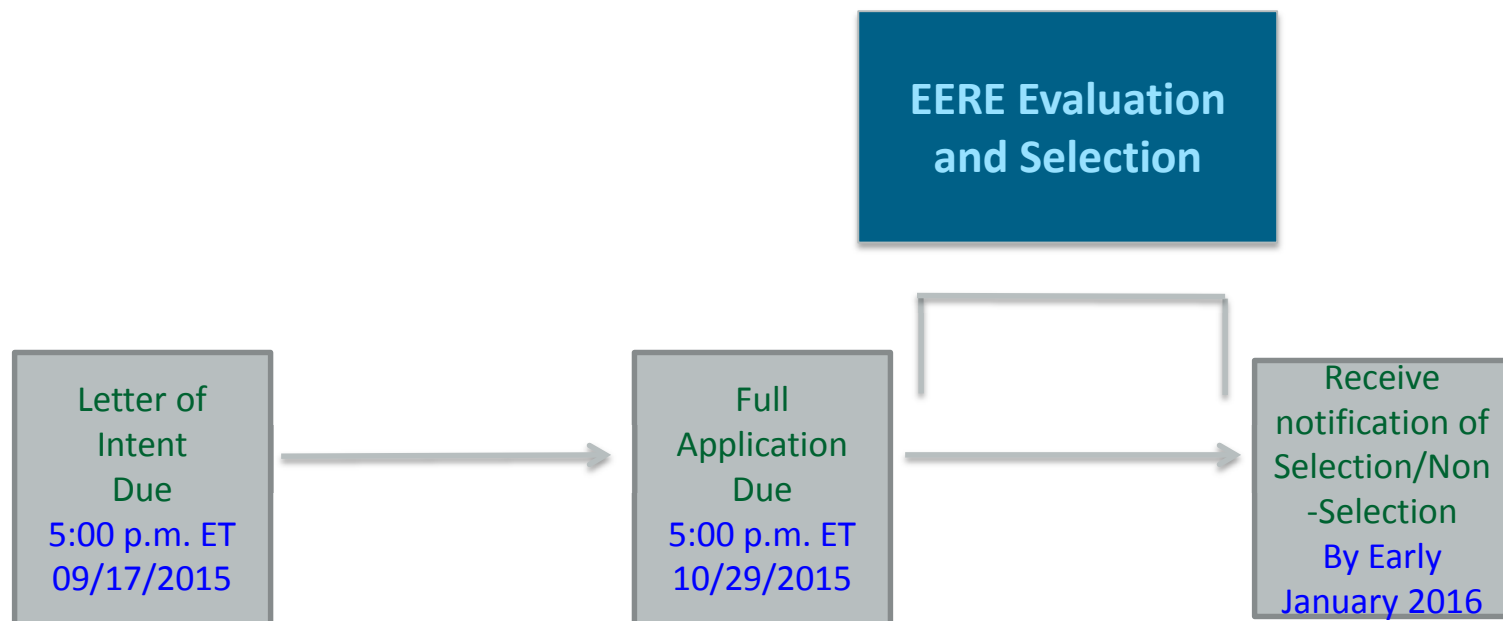 EERE Evaluation
and Selection
Letter of
Intent
Due
5:00 p.m. ET
09/17/2015
Full
Application
Due
5:00 p.m. ET
10/29/2015
Receive
notification of
Selection/Non
-Selection
By Early
January 2016